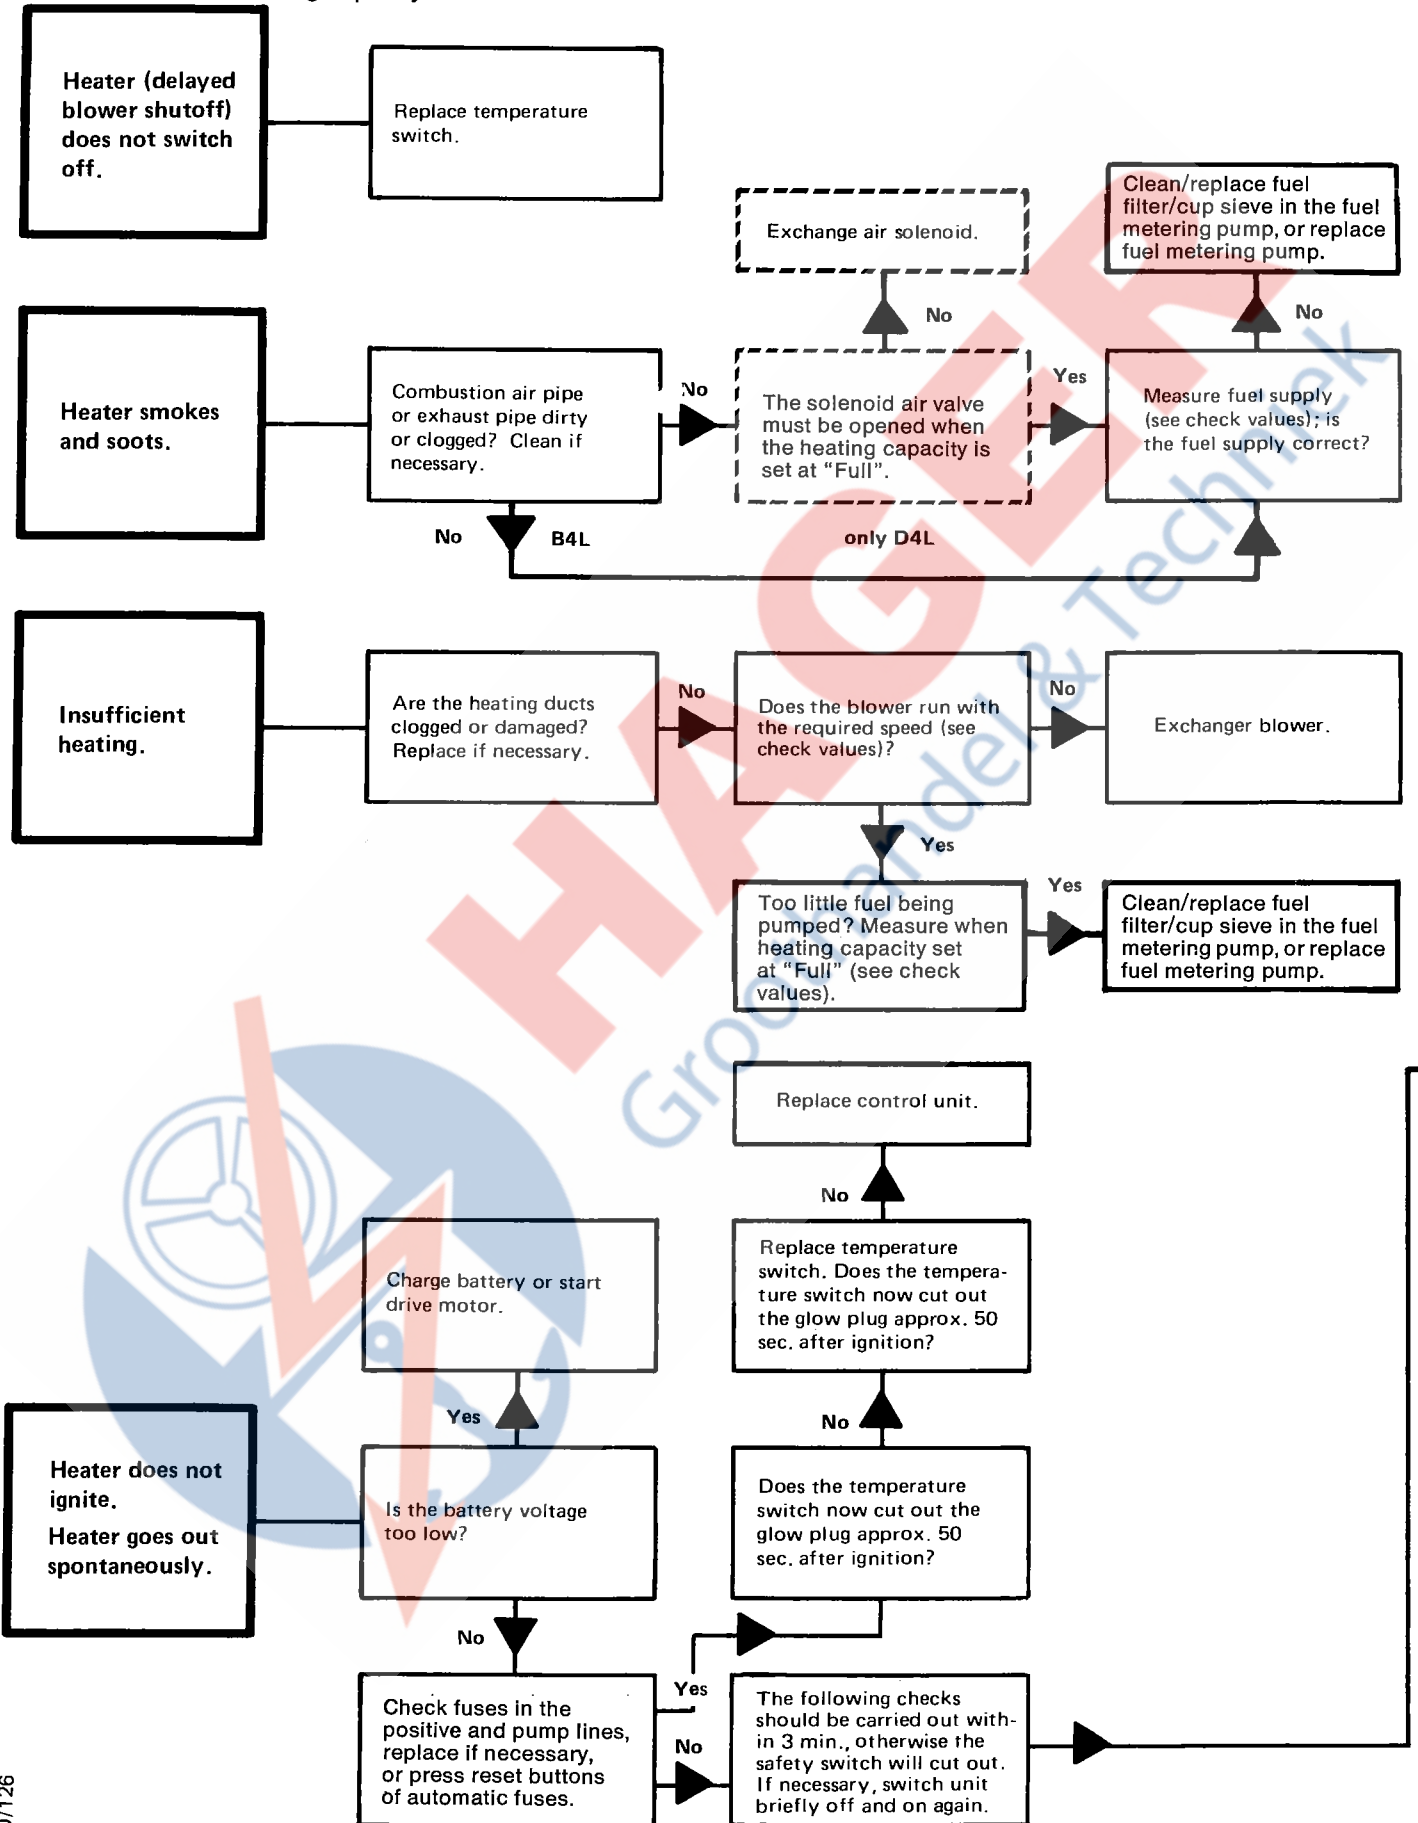 Heater (delayed
blower shutoff)
does not switch
off.
Replace temperature
switch.
Exchange air solenoid.
Clean/replace fuel
filter/cup sieve in the fuel
metering pump, or replace
fuel metering pump.
No
No
Heater smokes
and soots.
Combustion air pipe
or exhaust pipe dirty
or clogged? Clean if
necessary.
No
The solenoid air valve
must be opened when
the heating capacity is
set at "Full".
Yes
Measure fuel supply
(see check values); is
the fuel supply correct?
No
B4L
only D4L
Insufficient
heating.
Are the heating ducts
clogged or damaged?
Replace if necessary.
No
Does the blower run with
the required speed (see
check values)?
No
Exchanger blower.
Yes
Too little fuel being
pumped? Measure when
heating capacity set
at "Full" (see check
values).
Yes
Clean/replace fuel
filter/cup sieve in the fuel
metering pump, or replace
fuel metering pump.
Replace control unit.
No
Replace temperature
switch. Does the tempera-
ture switch now cut out
the glow plug approx. 50
sec. after ignition?
Charge battery or start
drive motor.
Yes
No
Heater does not
ignite.
Heater goes out
spontaneously.
Is the battery voltage
too low?
Does the temperature
switch now cut out the
glow plug approx. 50
sec. after ignition?
No
Yes
Check fuses in the
positive and pump lines,
replace if necessary,
or press reset buttons
of automatic fuses.
No
The following checks
should be carried out with-
in 3 min., otherwise the
safety switch will cut out.
If necessary, switch unit
briefly off and on again.
HAGER
Groothandel & Techniek
/126